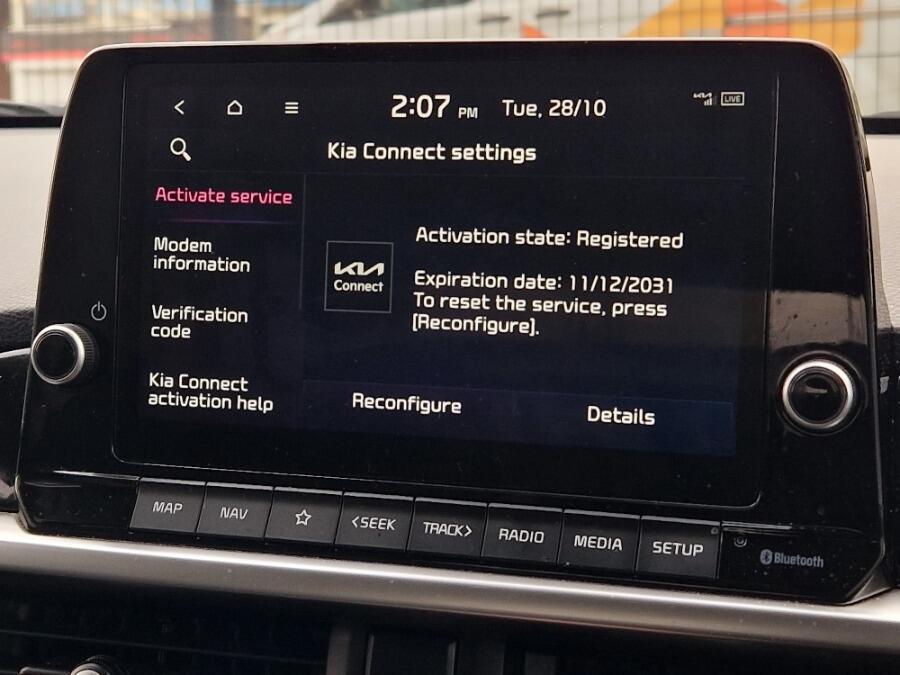 2:07 PM Tue, 28/10
LIVE
Kia Connect settings
Activate service
Modem
information
Verification
code
Kia Connect
activation help
KIA
Connect
Activation state: Registered
Expiration date: 11/12/2031
To reset the service, press
[Reconfigure].
Reconfigure
Details
MAP
NAV
<SEEK
TRACK>
RADIO
MEDIA
SETUP
Bluetooth